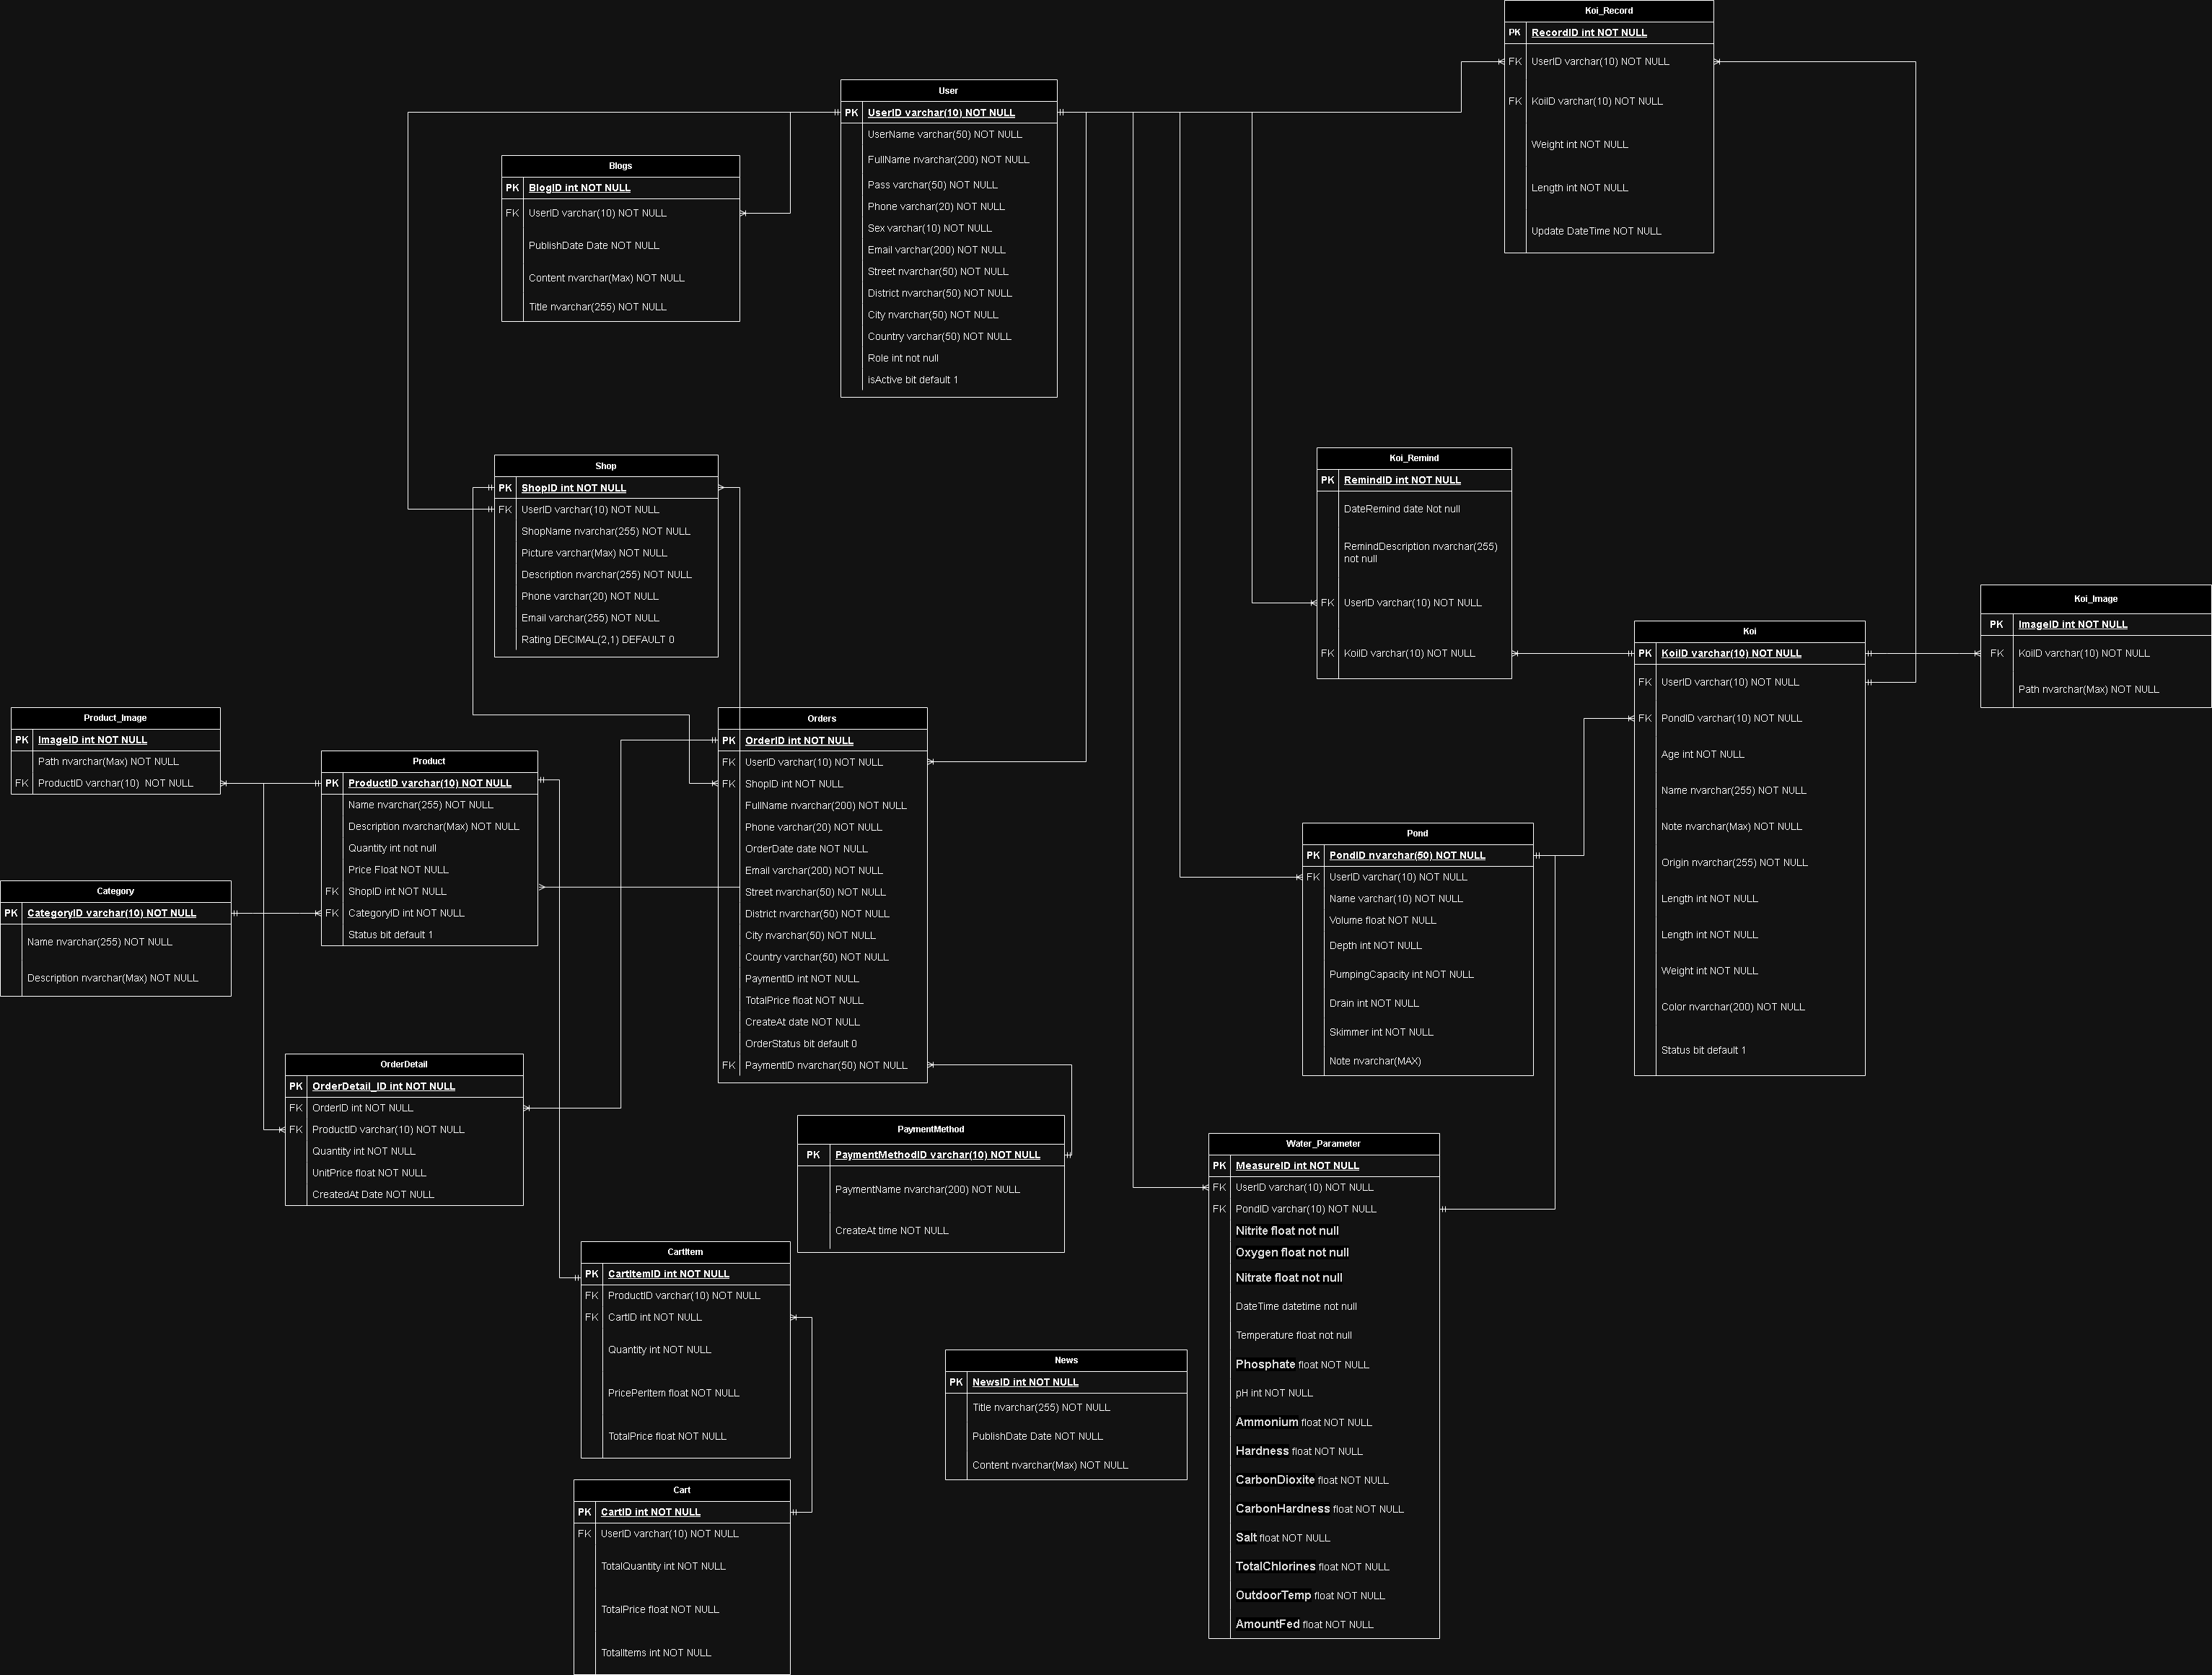 Koi_Record
PK RecordID int NOT NULL
FK UserID varchar(10) NOT NULL
FK KoiID varchar(10) NOT NULL
Weight int NOT NULL
Length int NOT NULL
Update DateTime NOT NULL
User
PK UserID varchar(10) NOT NULL
UserName varchar(50) NOT NULL
FullName nvarchar(200) NOT NULL
Pass varchar(50) NOT NULL
Phone varchar(20) NOT NULL
Sex varchar(10) NOT NULL
Email varchar(200) NOT NULL
Street nvarchar(50) NOT NULL
District nvarchar(50) NOT NULL
City nvarchar(50) NOT NULL
Country varchar(50) NOT NULL
Role int not null
isActive bit default 1
Blogs
PK BlogID int NOT NULL
FK UserID varchar(10) NOT NULL
PublishDate Date NOT NULL
Content nvarchar(Max) NOT NULL
Title nvarchar(255) NOT NULL
Shop
PK ShopID int NOT NULL
FK UserID varchar(10) NOT NULL
ShopName nvarchar(255) NOT NULL
Picture varchar(Max) NOT NULL
Description nvarchar(255) NOT NULL
Phone varchar(20) NOT NULL
Email varchar(255) NOT NULL
Rating DECIMAL(2,1) DEFAULT 0
Koi_Remind
PK RemindID int NOT NULL
DateRemind date Not null
RemindDescription nvarchar(255)
not null
FK UserID varchar(10) NOT NULL
FK KoiID varchar(10) NOT NULL
Koi_Image
PK ImageID int NOT NULL
FK KoiID varchar(10) NOT NULL
Path nvarchar(Max) NOT NULL
Koi
PK KoiID varchar(10) NOT NULL
FK UserID varchar(10) NOT NULL
FK PondID varchar(10) NOT NULL
Age int NOT NULL
Name nvarchar(255) NOT NULL
Note nvarchar(Max) NOT NULL
Origin nvarchar(255) NOT NULL
Length int NOT NULL
Length int NOT NULL
Weight int NOT NULL
Color nvarchar(200) NOT NULL
Status bit default 1
Product_Image
PK ImageID int NOT NULL
Path nvarchar(Max) NOT NULL
FK ProductID varchar(10) NOT NULL
Product
PK ProductID varchar(10) NOT NULL
Name nvarchar(255) NOT NULL
Description nvarchar(Max) NOT NULL
Quantity int not null
Price Float NOT NULL
FK ShopID int NOT NULL
FK CategoryID int NOT NULL
Status bit default 1
Orders
PK OrderID int NOT NULL
FK UserID varchar(10) NOT NULL
FK ShopID int NOT NULL
FullName nvarchar(200) NOT NULL
Phone varchar(20) NOT NULL
OrderDate date NOT NULL
Email varchar(200) NOT NULL
Street nvarchar(50) NOT NULL
District nvarchar(50) NOT NULL
City nvarchar(50) NOT NULL
Country varchar(50) NOT NULL
PaymentID int NOT NULL
TotalPrice float NOT NULL
CreateAt date NOT NULL
OrderStatus bit default 0
FK PaymentID nvarchar(50) NOT NULL
Category
PK CategoryID varchar(10) NOT NULL
Name nvarchar(255) NOT NULL
Description nvarchar(Max) NOT NULL
Pond
PK PondID nvarchar(50) NOT NULL
FK UserID varchar(10) NOT NULL
Name varchar(10) NOT NULL
Volume float NOT NULL
Depth int NOT NULL
PumpingCapacity int NOT NULL
Drain int NOT NULL
Skimmer int NOT NULL
Note nvarchar(MAX)
OrderDetail
PK OrderDetail_ID int NOT NULL
FK OrderID int NOT NULL
FK ProductID varchar(10) NOT NULL
Quantity int NOT NULL
UnitPrice float NOT NULL
CreatedAt Date NOT NULL
PaymentMethod
PK PaymentMethodID varchar(10) NOT NULL
PaymentName nvarchar(200) NOT NULL
CreateAt time NOT NULL
Water_Parameter
PK MeasureID int NOT NULL
FK UserID varchar(10) NOT NULL
FK PondID varchar(10) NOT NULL
Nitrite float not null
Oxygen float not null
Nitrate float not null
DateTime datetime not null
Temperature float not null
Phosphate float NOT NULL
pH int NOT NULL
Ammonium float NOT NULL
Hardness float NOT NULL
CarbonDioxite float NOT NULL
CarbonHardness float NOT NULL
Salt float NOT NULL
TotalChlorines float NOT NULL
OutdoorTemp float NOT NULL
AmountFed float NOT NULL
CartItem
PK CartItemID int NOT NULL
FK ProductID varchar(10) NOT NULL
FK CartID int NOT NULL
Quantity int NOT NULL
PricePerItem float NOT NULL
TotalPrice float NOT NULL
News
PK NewsID int NOT NULL
Title nvarchar(255) NOT NULL
PublishDate Date NOT NULL
Content nvarchar(Max) NOT NULL
Cart
PK CartID int NOT NULL
FK UserID varchar(10) NOT NULL
TotalQuantity int NOT NULL
TotalPrice float NOT NULL
TotalItems int NOT NULL